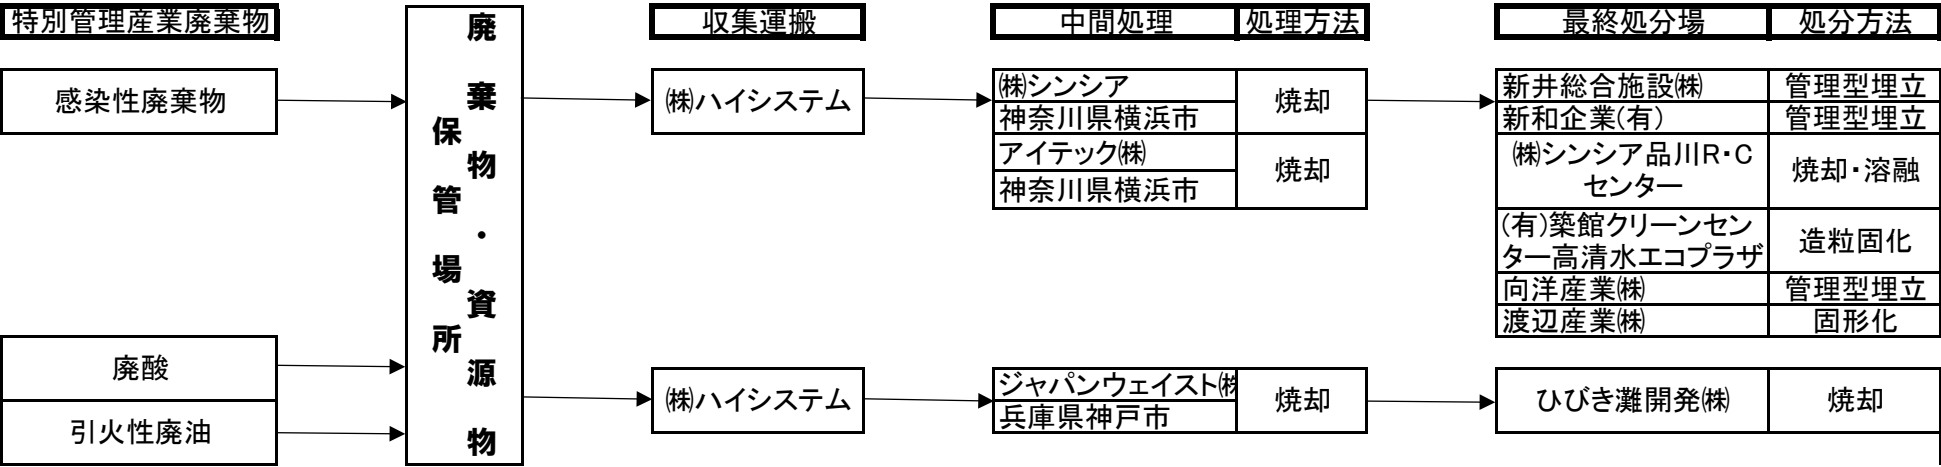 特別管理産業廃棄物
収集運搬
中間処理
処理方法
最終処分場
処分方法
感染性廃棄物
廃棄物・資源物
保管場所
㈱ハイシステム
㈱シンシア
神奈川県横浜市
焼却
アイテック㈱
神奈川県横浜市
焼却
新井総合施設㈱
管理型埋立
新和企業(有)
管理型埋立
㈱シンシア品川R・C
センター
焼却・溶融
(有)築館クリーンセン
ター高清水エコプラザ
造粒固化
向洋産業㈱
管理型埋立
渡辺産業㈱
固形化
廃酸
引火性廃油
㈱ハイシステム
ジャパンウェイスト㈱
兵庫県神戸市
焼却
ひびき灘開発㈱
焼却